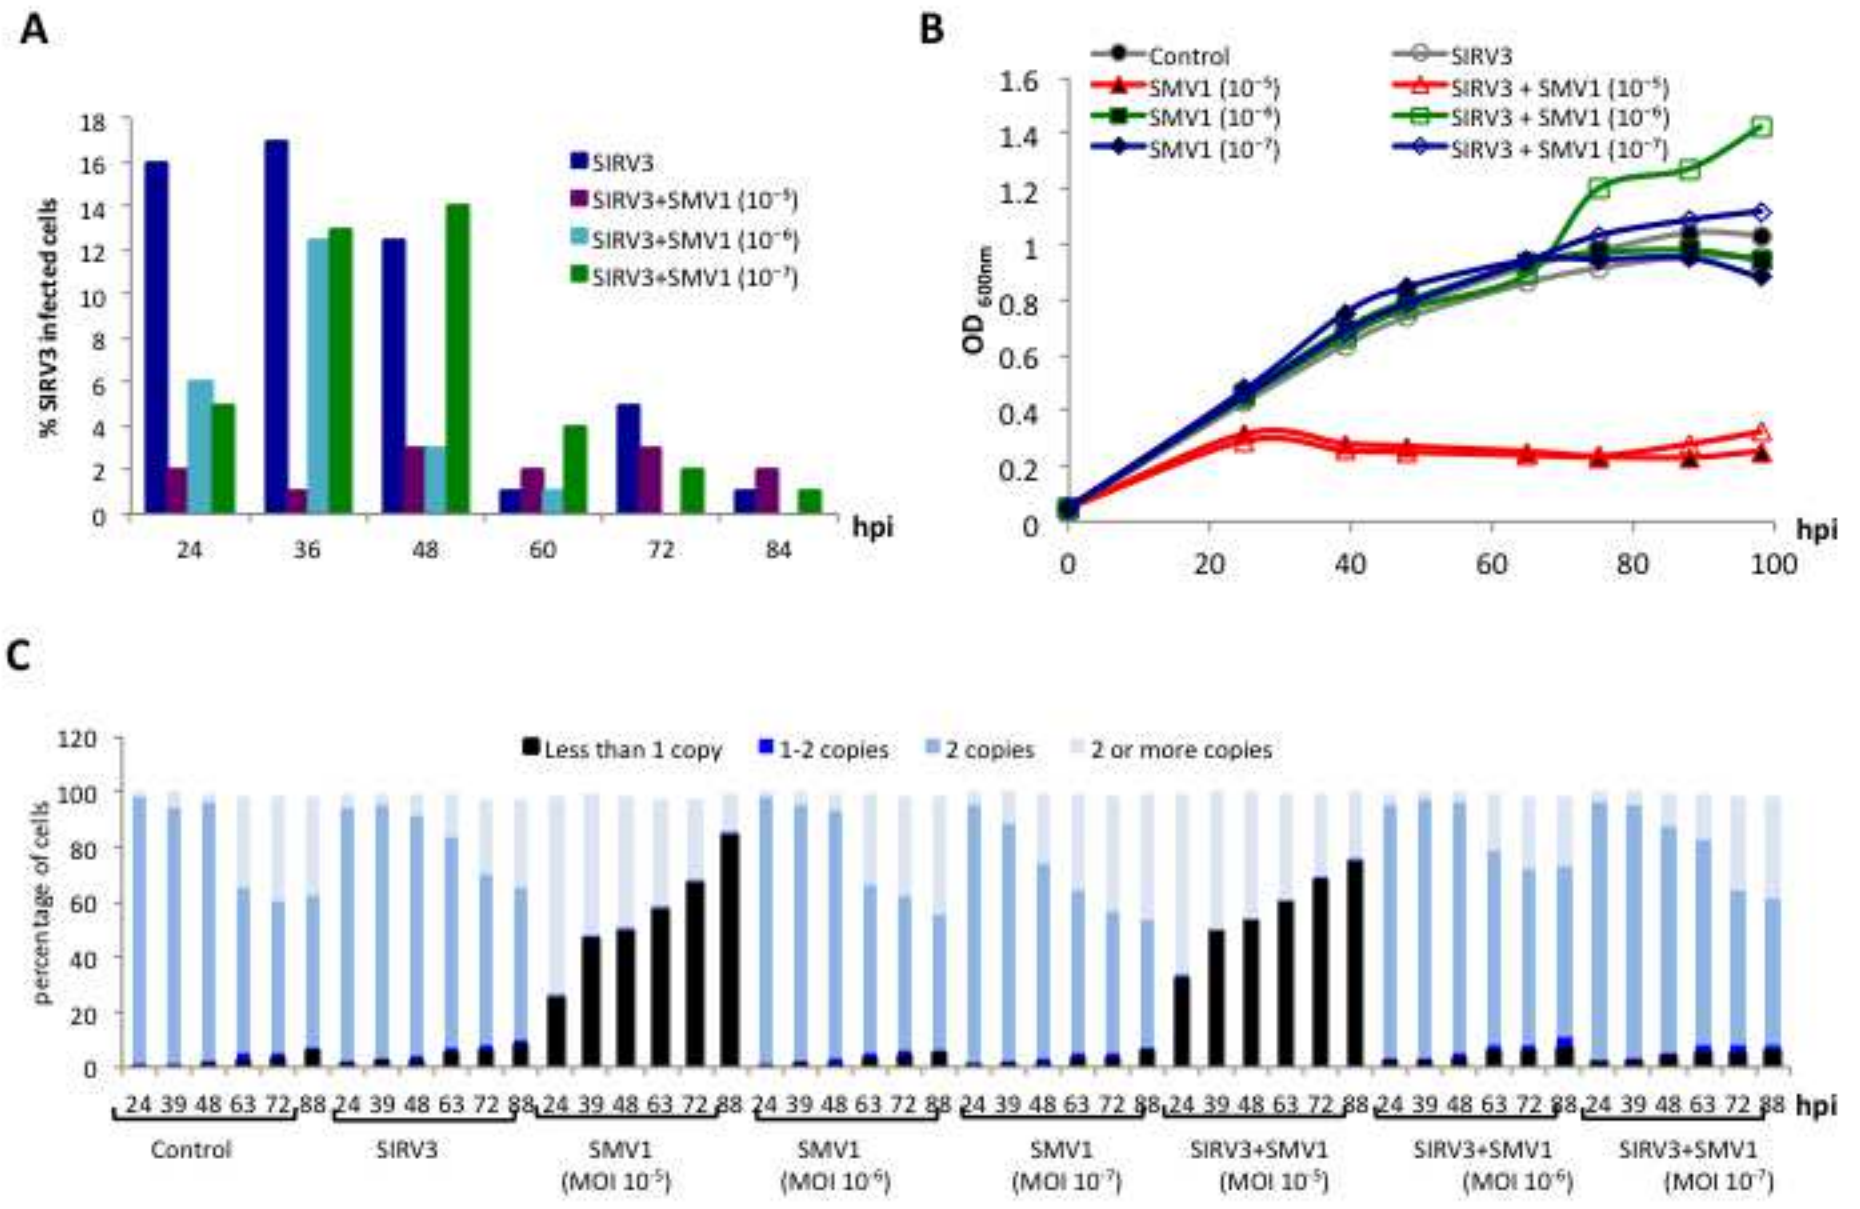 A
18
16
14
12
10
8
6
4
2
0
% SIRV3 infected cells
SIRV3
SIRV3+SMV1 (10⁻⁵)
SIRV3+SMV1 (10⁻⁶)
SIRV3+SMV1 (10⁻⁷)
24 36 48 60 72 84
hpi
B
Control
SMV1 (10⁻⁵)
SMV1 (10⁻⁶)
SMV1 (10⁻⁷)
SIRV3
SIRV3 + SMV1 (10⁻⁵)
SIRV3 + SMV1 (10⁻⁶)
SIRV3 + SMV1 (10⁻⁷)
1.6
1.4
1.2
1
0.8
0.6
0.4
0.2
0
OD600nm
0 20 40 60 80 100
hpi
C
120
100
80
60
40
20
0
percentage of cells
Less than 1 copy 1-2 copies 2 copies 2 or more copies
24 39 48 63 72 88 24 39 48 63 72 88 24 39 48 63 72 88 24 39 48 63 72 88 24 39 48 63 72 88 24 39 48 63 72 88 24 39 48 63 72 88 24 39 48 63 72 88 hpi
Control SIRV3 SMV1 SMV1 SMV1 SIRV3+SMV1 SIRV3+SMV1 SIRV3+SMV1
(MOI 10⁻⁵) (MOI 10⁻⁶) (MOI 10⁻⁷) (MOI 10⁻⁵) (MOI 10⁻⁶) (MOI 10⁻⁷)